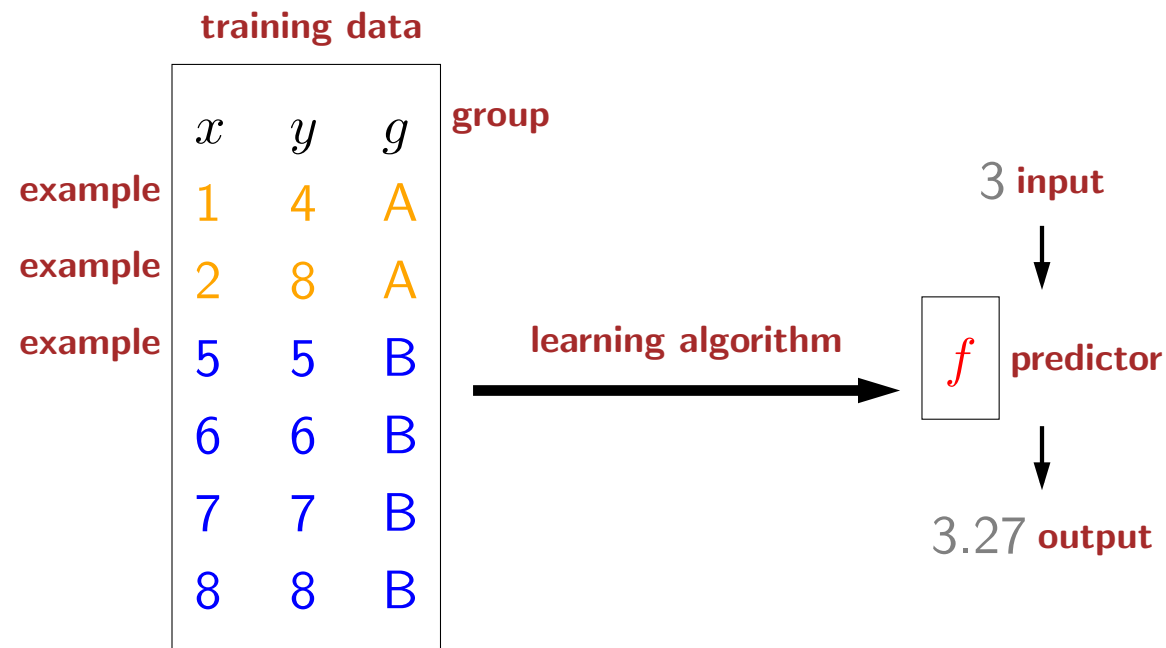 training data
x y g group
example 1 4 A
example 2 8 A
example 5 5 B
6 6 B
7 7 B
8 8 B
learning algorithm
3 input
f predictor
3.27 output